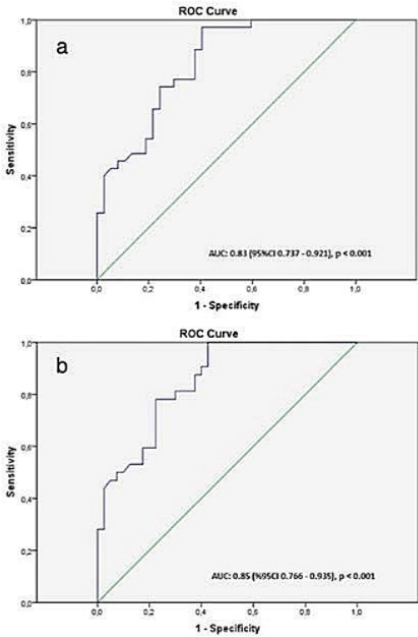 ROC Curve
a
1,0
0,8
0,6
0,4
0,2
0,0
Sensitivity
AUC: 0.83 (95%CI 0.737 - 0.921), p < 0.001
0,0 0,2 0,4 0,6 0,8 1,0
1 - Specificity
ROC Curve
b
1,0
0,8
0,6
0,4
0,2
0,0
Sensitivity
AUC: 0.85 (%95CI 0.766 - 0.935), p < 0.001
0,0 0,2 0,4 0,6 0,8 1,0
1 - Specificity